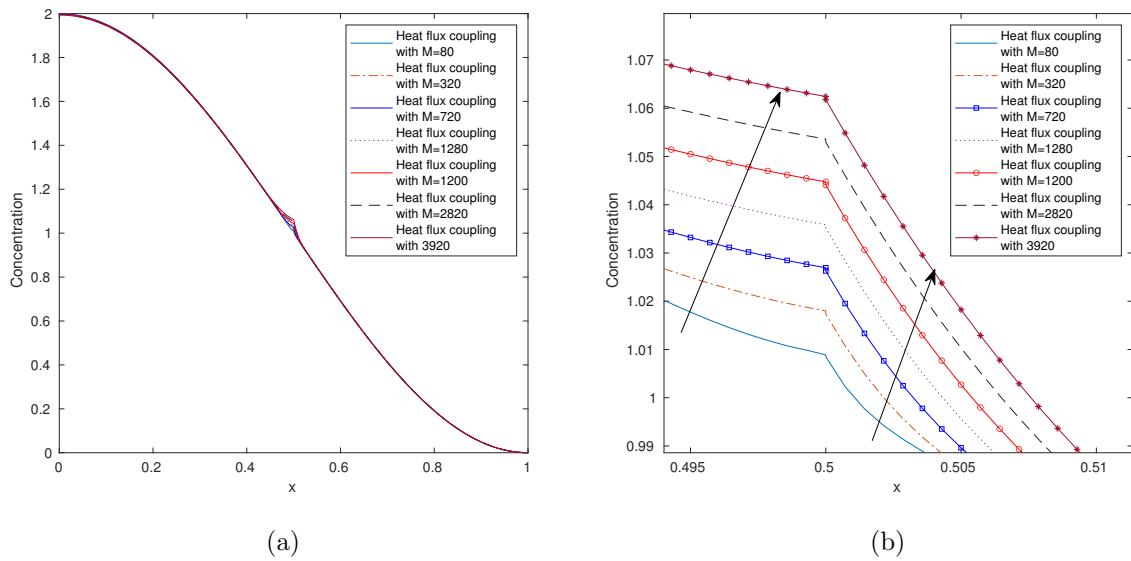 2
1.8
1.6
1.4
1.2
1
0.8
0.6
0.4
0.2
0
Concentration
0
0.2
0.4
0.6
0.8
1
x
Heat flux coupling
with M=80
Heat flux coupling
with M=320
Heat flux coupling
with M=720
Heat flux coupling
with M=1280
Heat flux coupling
with M=1200
Heat flux coupling
with M=2820
Heat flux coupling
with 3920
(a)
1.07
1.06
1.05
1.04
1.03
1.02
1.01
1
0.99
Concentration
0.495
0.5
0.505
0.51
x
Heat flux coupling
with M=80
Heat flux coupling
with M=320
Heat flux coupling
with M=720
Heat flux coupling
with M=1280
Heat flux coupling
with M=1200
Heat flux coupling
with M=2820
Heat flux coupling
with 3920
(b)